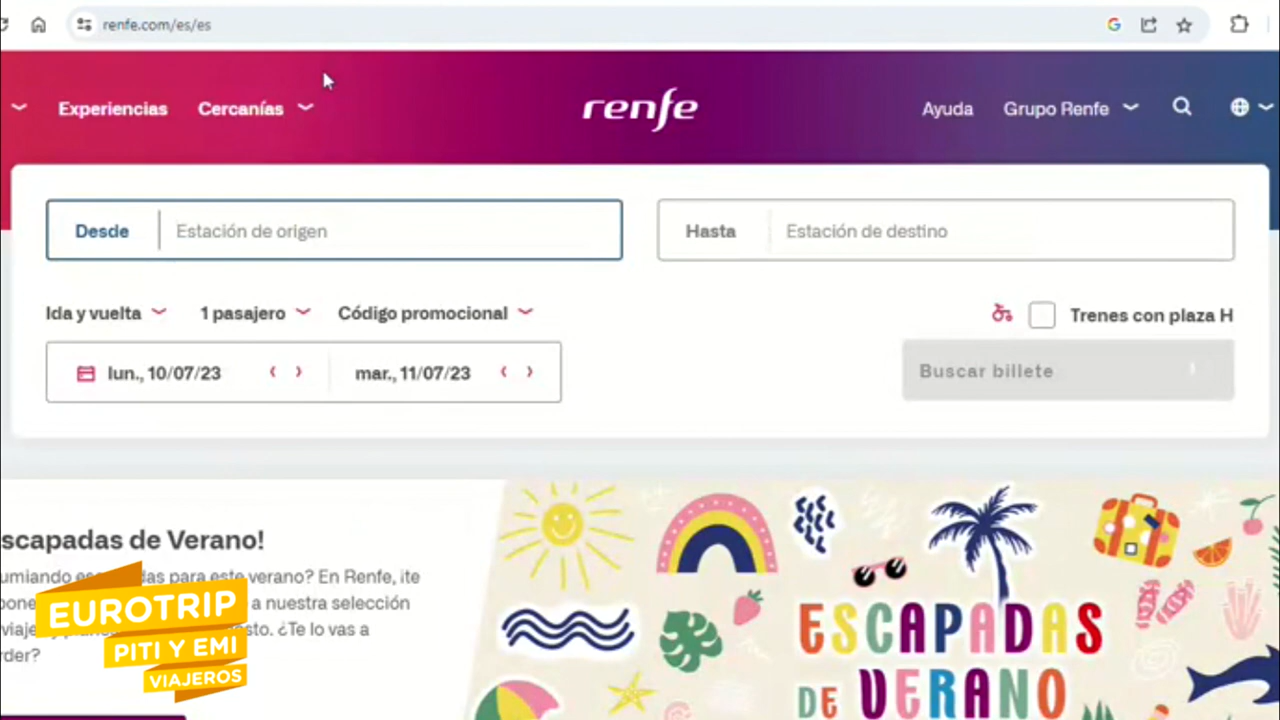 renfe.com/es/es
Experiencias Cercanías renfe Ayuda Grupo Renfe
Desde Estación de origen Hasta Estación de destino
Ida y vuelta 1 pasajero Código promocional Trenes con plaza H
lun., 10/07/23 mar., 11/07/23 Buscar billete
scapadas de Verano!
para este verano? En Renfe, ¡te
a nuestra selección
¿Te lo vas a
rder?
EUROTRIP
PITI Y EMI
VIAJEROS
ESCAPADAS
DE VERANO